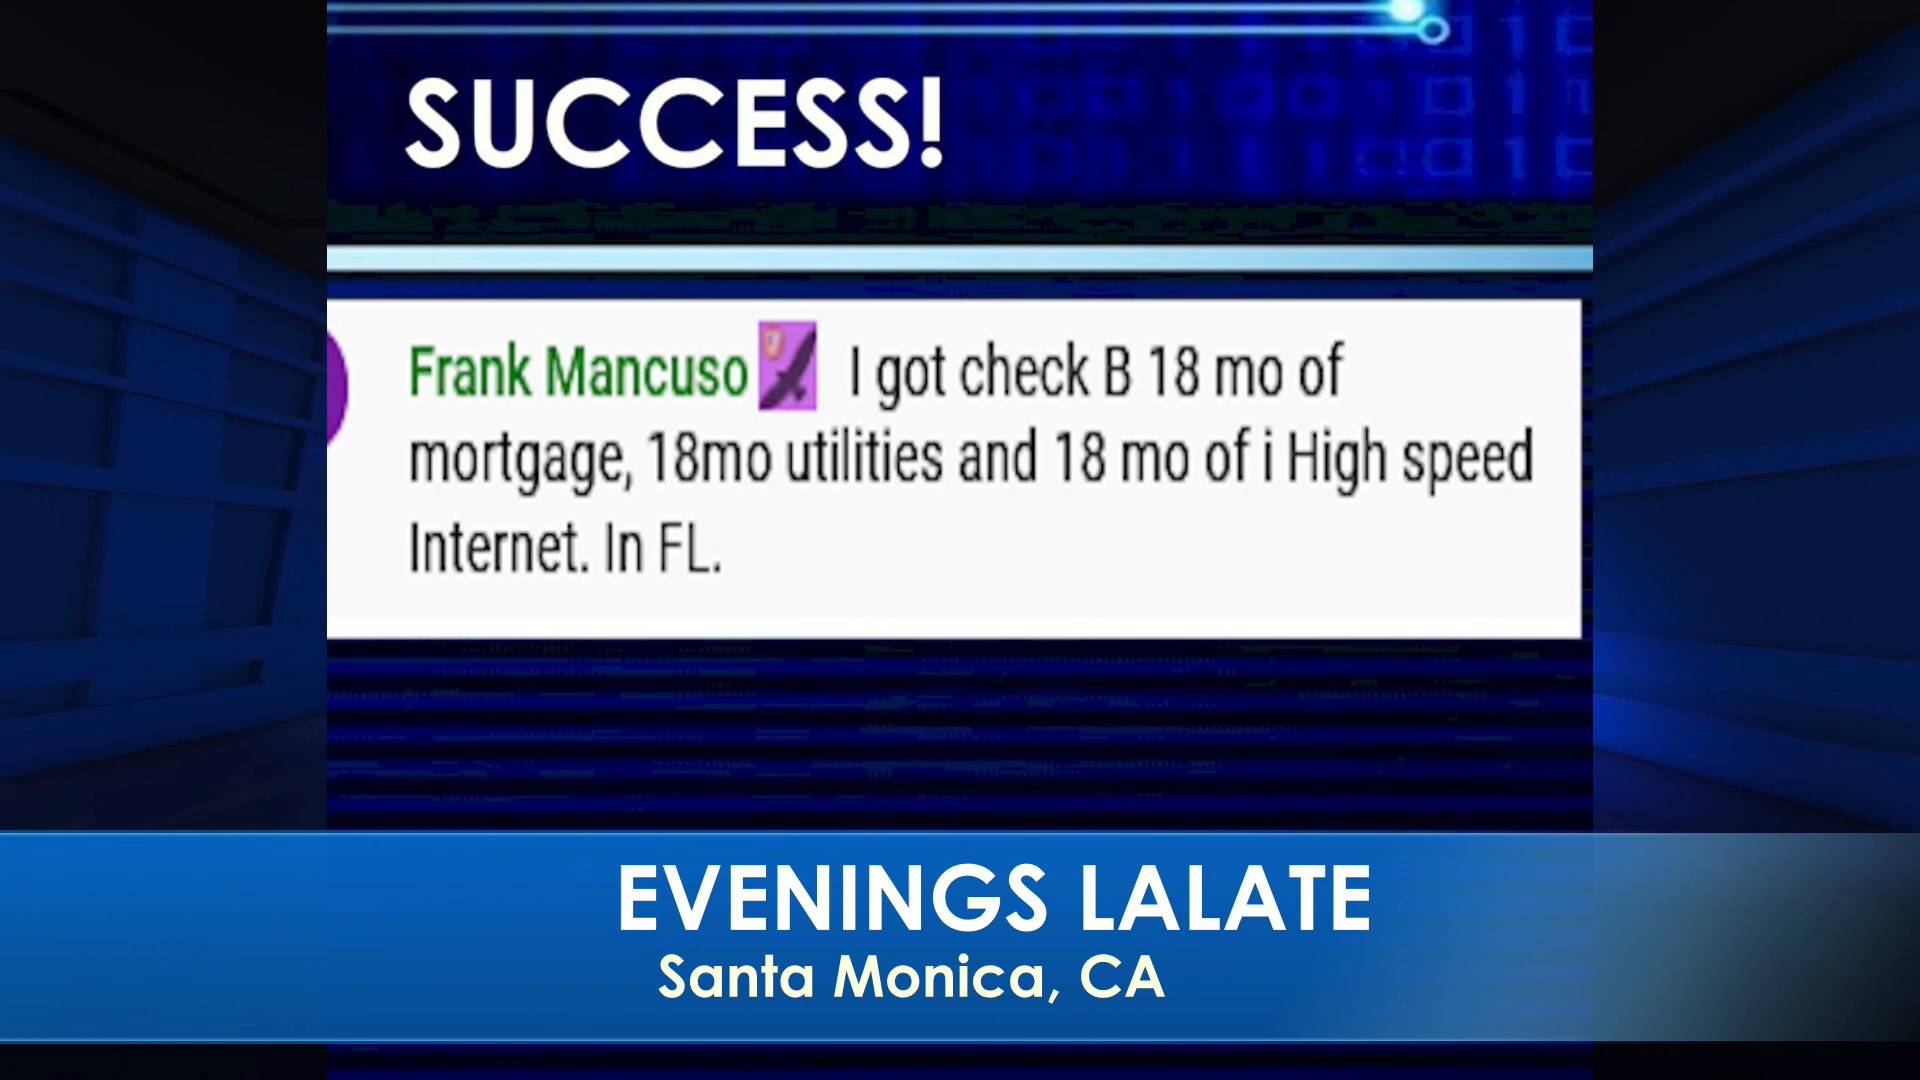 SUCCESS!
Frank Mancuso I got check B 18 mo of
mortgage, 18mo utilities and 18 mo of i High speed
Internet. In FL.
EVENINGS LALATE
Santa Monica, CA